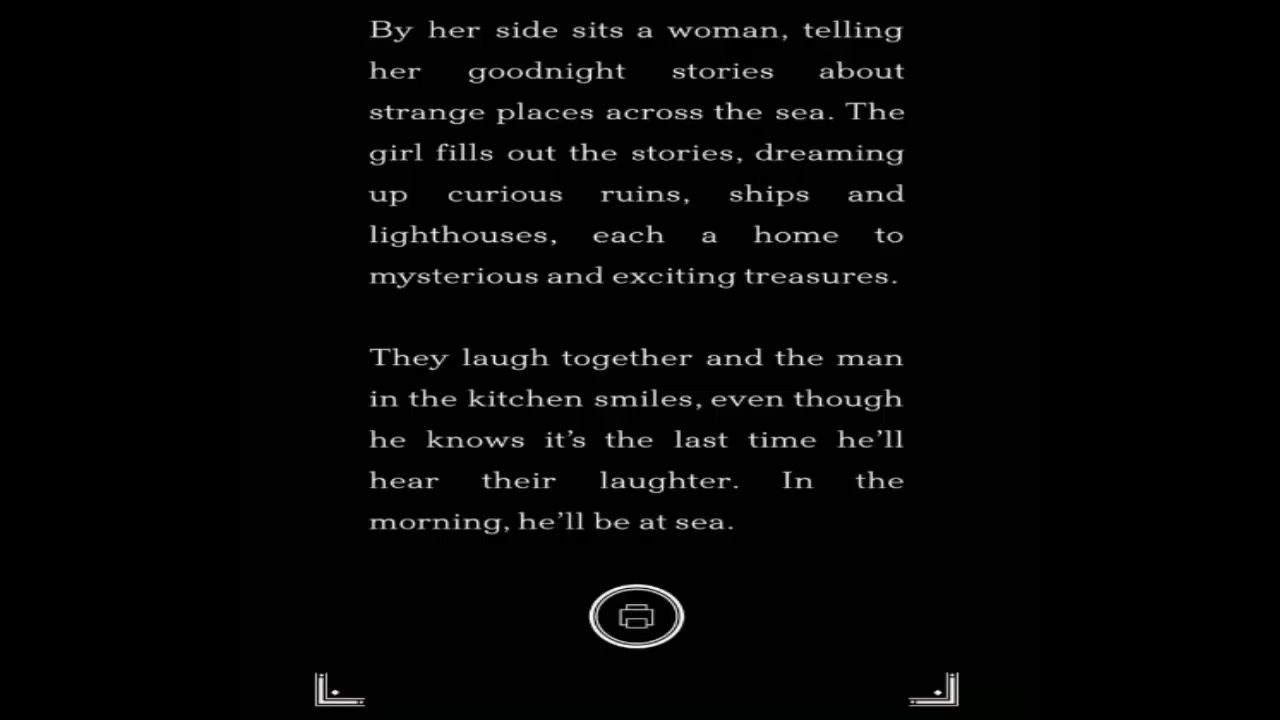 By her side sits a woman, telling
her goodnight stories about
strange places across the sea. The
girl fills out the stories, dreaming
up curious ruins, ships and
lighthouses, each a home to
mysterious and exciting treasures.
They laugh together and the man
in the kitchen smiles, even though
he knows it’s the last time he’ll
hear their laughter. In the
morning, he’ll be at sea.